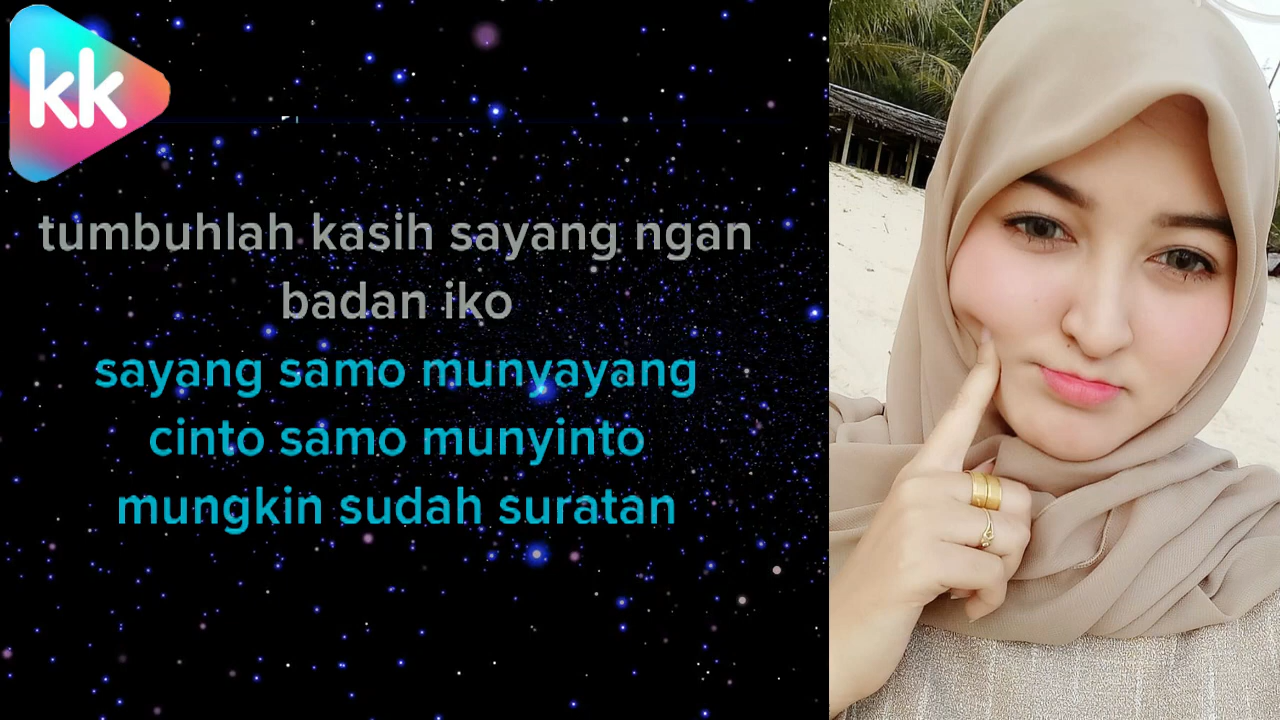 kk
tumbuhlah kasih sayang ngan
badan iko
sayang samo munyayang
cinto samo munyinto
mungkin sudah suratan